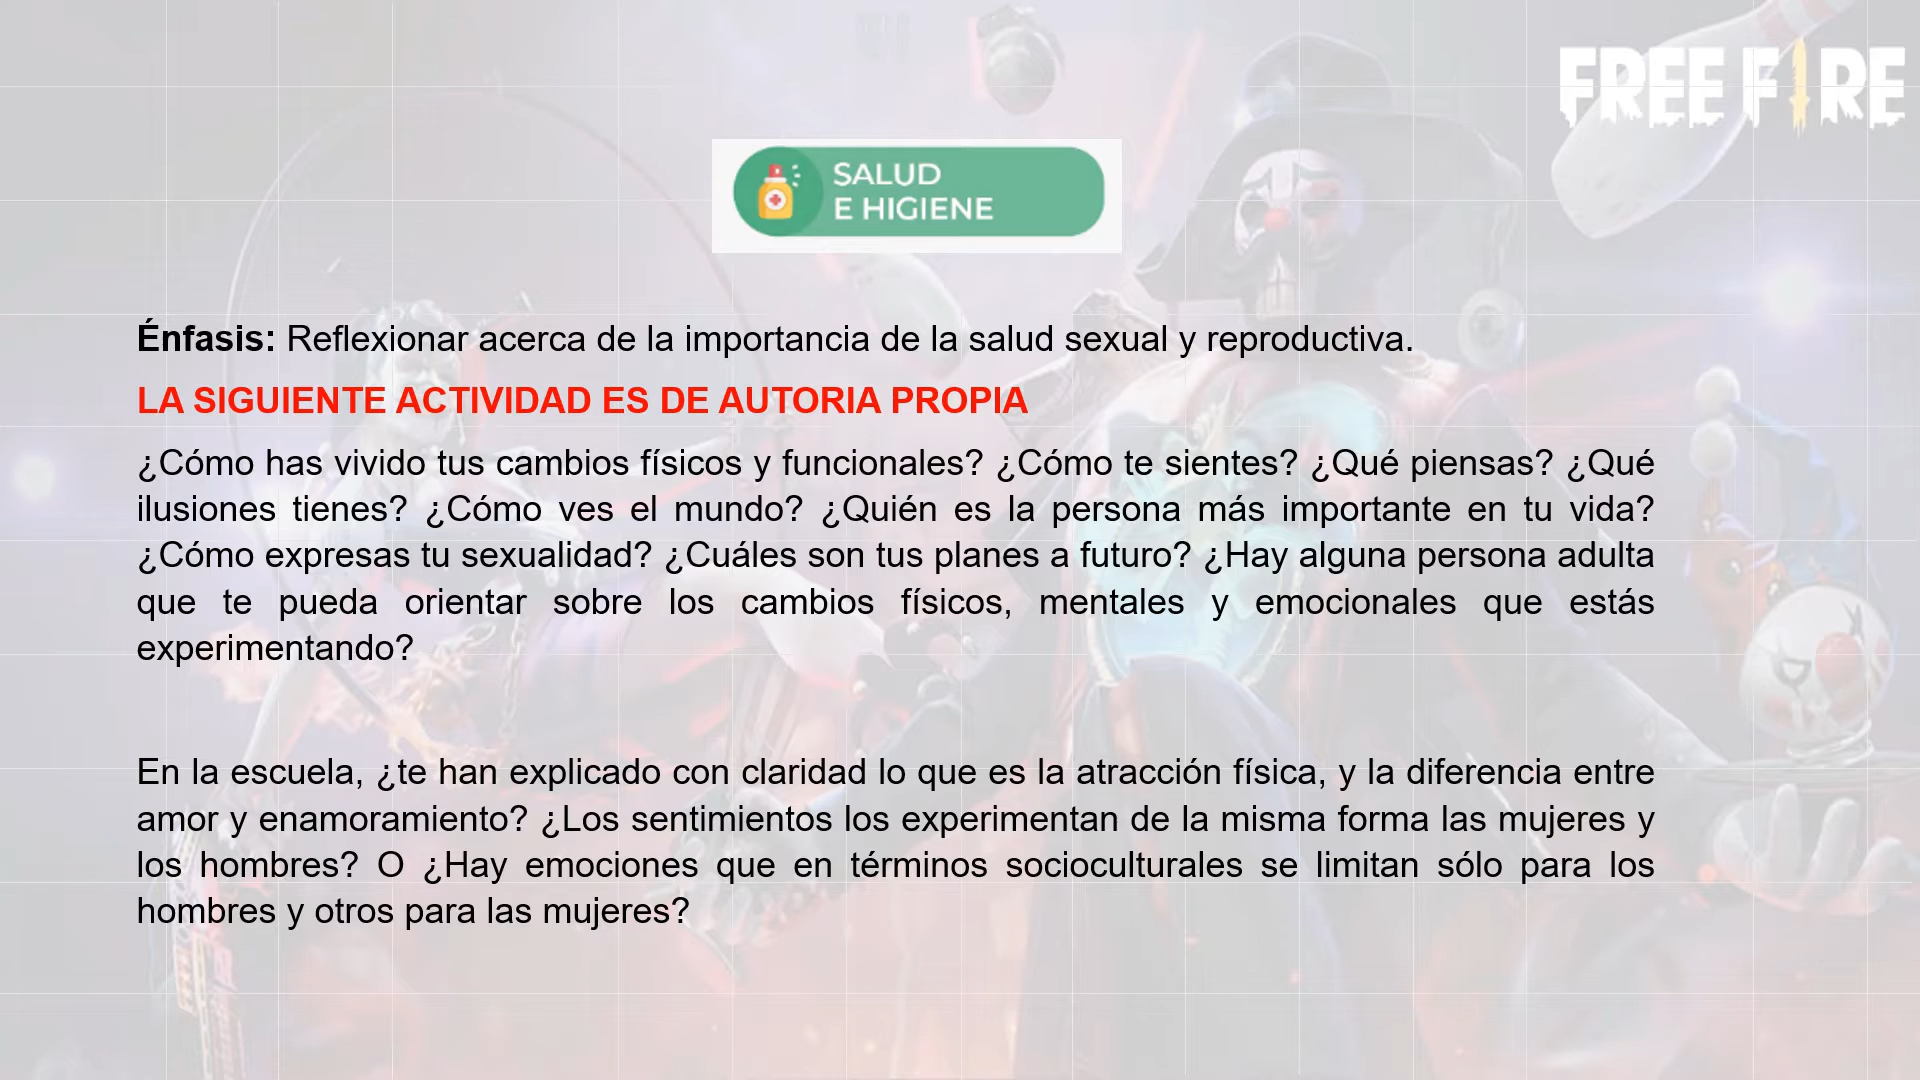 FREE FIRE
SALUD
E HIGIENE
Énfasis: Reflexionar acerca de la importancia de la salud sexual y reproductiva.
LA SIGUIENTE ACTIVIDAD ES DE AUTORIA PROPIA
¿Cómo has vivido tus cambios físicos y funcionales? ¿Cómo te sientes? ¿Qué piensas? ¿Qué
ilusiones tienes? ¿Cómo ves el mundo? ¿Quién es la persona más importante en tu vida?
¿Cómo expresas tu sexualidad? ¿Cuáles son tus planes a futuro? ¿Hay alguna persona adulta
que te pueda orientar sobre los cambios físicos, mentales y emocionales que estás
experimentando?
En la escuela, ¿te han explicado con claridad lo que es la atracción física, y la diferencia entre
amor y enamoramiento? ¿Los sentimientos los experimentan de la misma forma las mujeres y
los hombres? O ¿Hay emociones que en términos socioculturales se limitan sólo para los
hombres y otros para las mujeres?